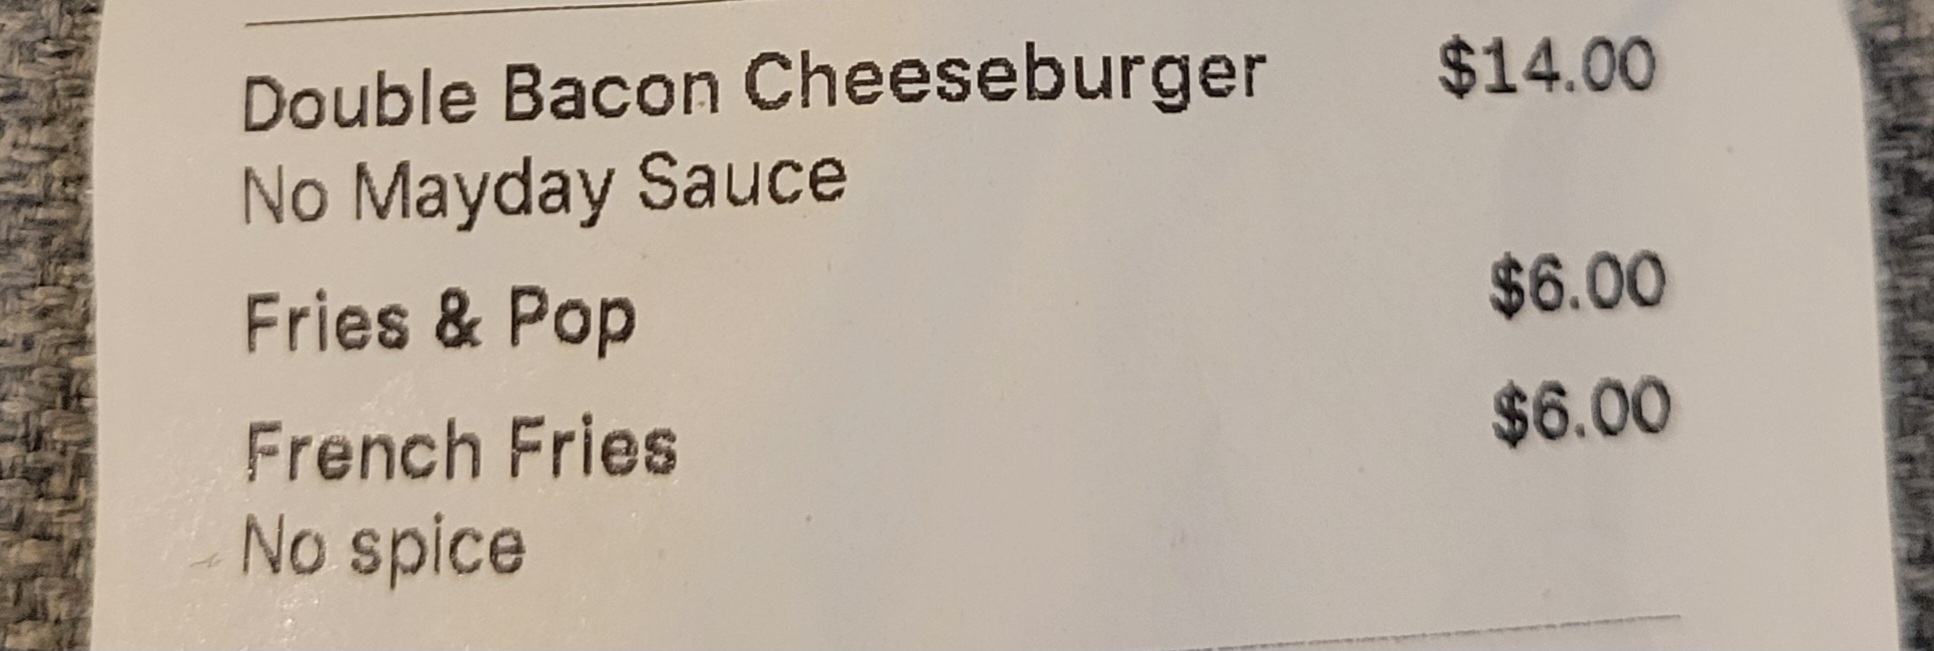 Double Bacon Cheeseburger $14.00
No Mayday Sauce
Fries & Pop $6.00
French Fries $6.00
No spice